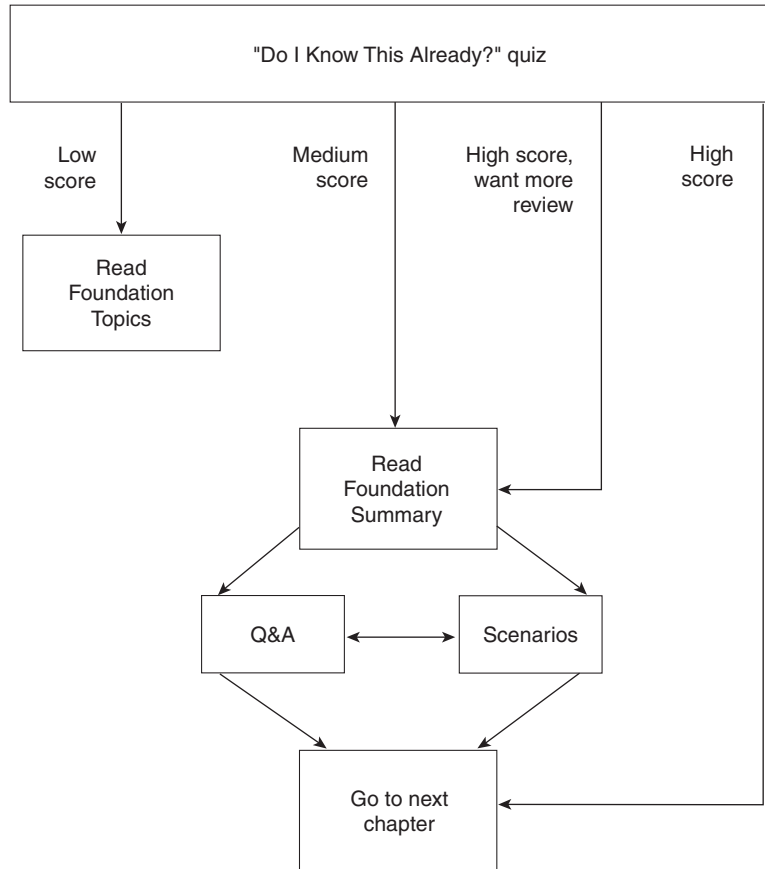 "Do I Know This Already?" quiz
Low
score
Medium
score
High score,
want more
review
High
score
Read
Foundation
Topics
Read
Foundation
Summary
Q&A
Scenarios
Go to next
chapter